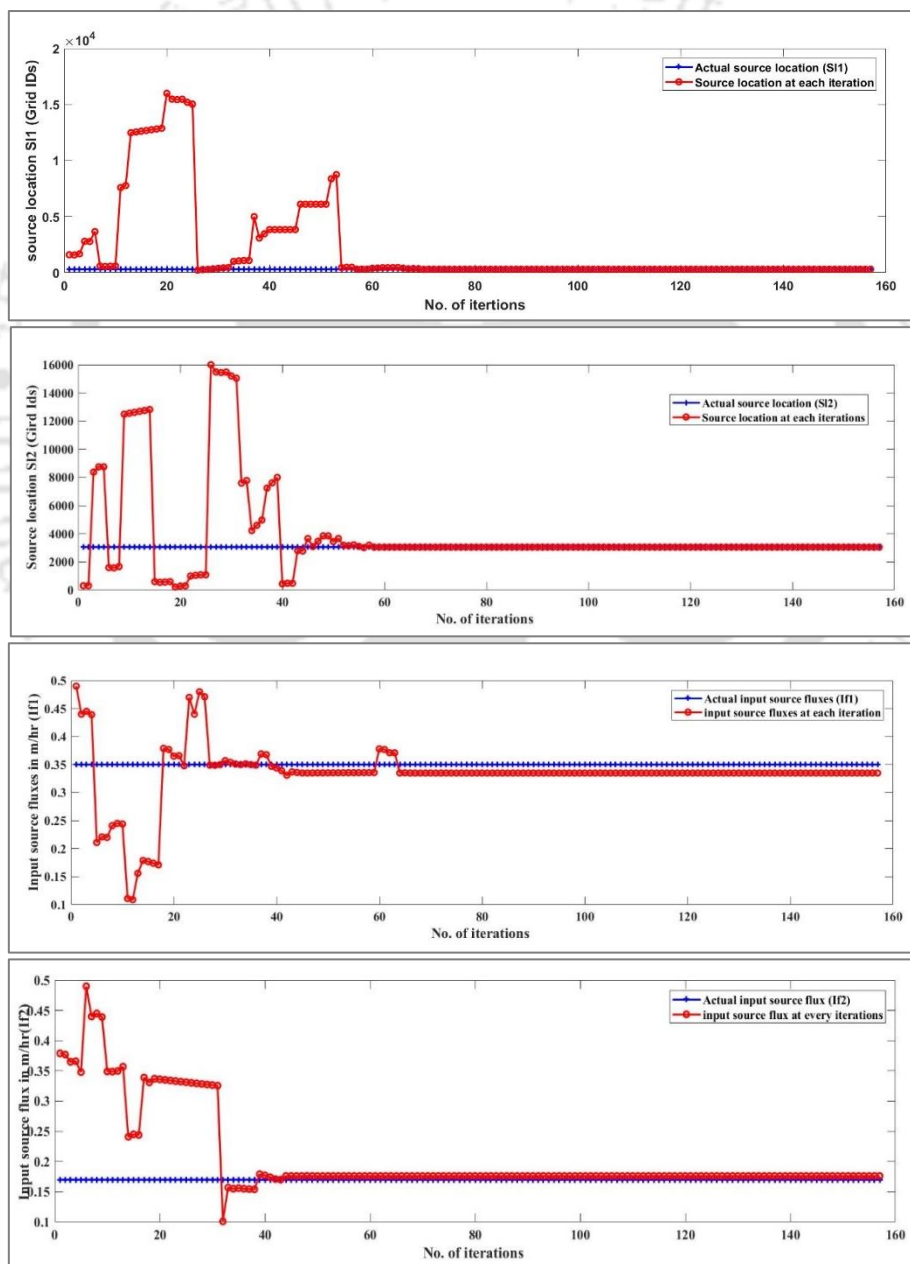 ×10⁴
2
1.5
1
0.5
0
source location Sl1 (Grid IDs)
Actual source location (Sl1)
Source location at each iteration
0 20 40 60 80 100 120 140 160
No. of itertions
16000
14000
12000
10000
8000
6000
4000
2000
0
Source location Sl2 (Gird Ids)
Actual source location (Sl2)
Source location at each iterations
0 20 40 60 80 100 120 140 160
No. of iterations
0.5
0.45
0.4
0.35
0.3
0.25
0.2
0.15
0.1
Input source fluxes in m/hr (If1)
Actual input source fluxes (If1)
input source fluxes at each iteration
0 20 40 60 80 100 120 140 160
No. of iterations
0.5
0.45
0.4
0.35
0.3
0.25
0.2
0.15
0.1
Input source flux in m/hr(If2)
Actual input source flux (If2)
input source flux at every iterations
0 20 40 60 80 100 120 140 160
No. of iterations